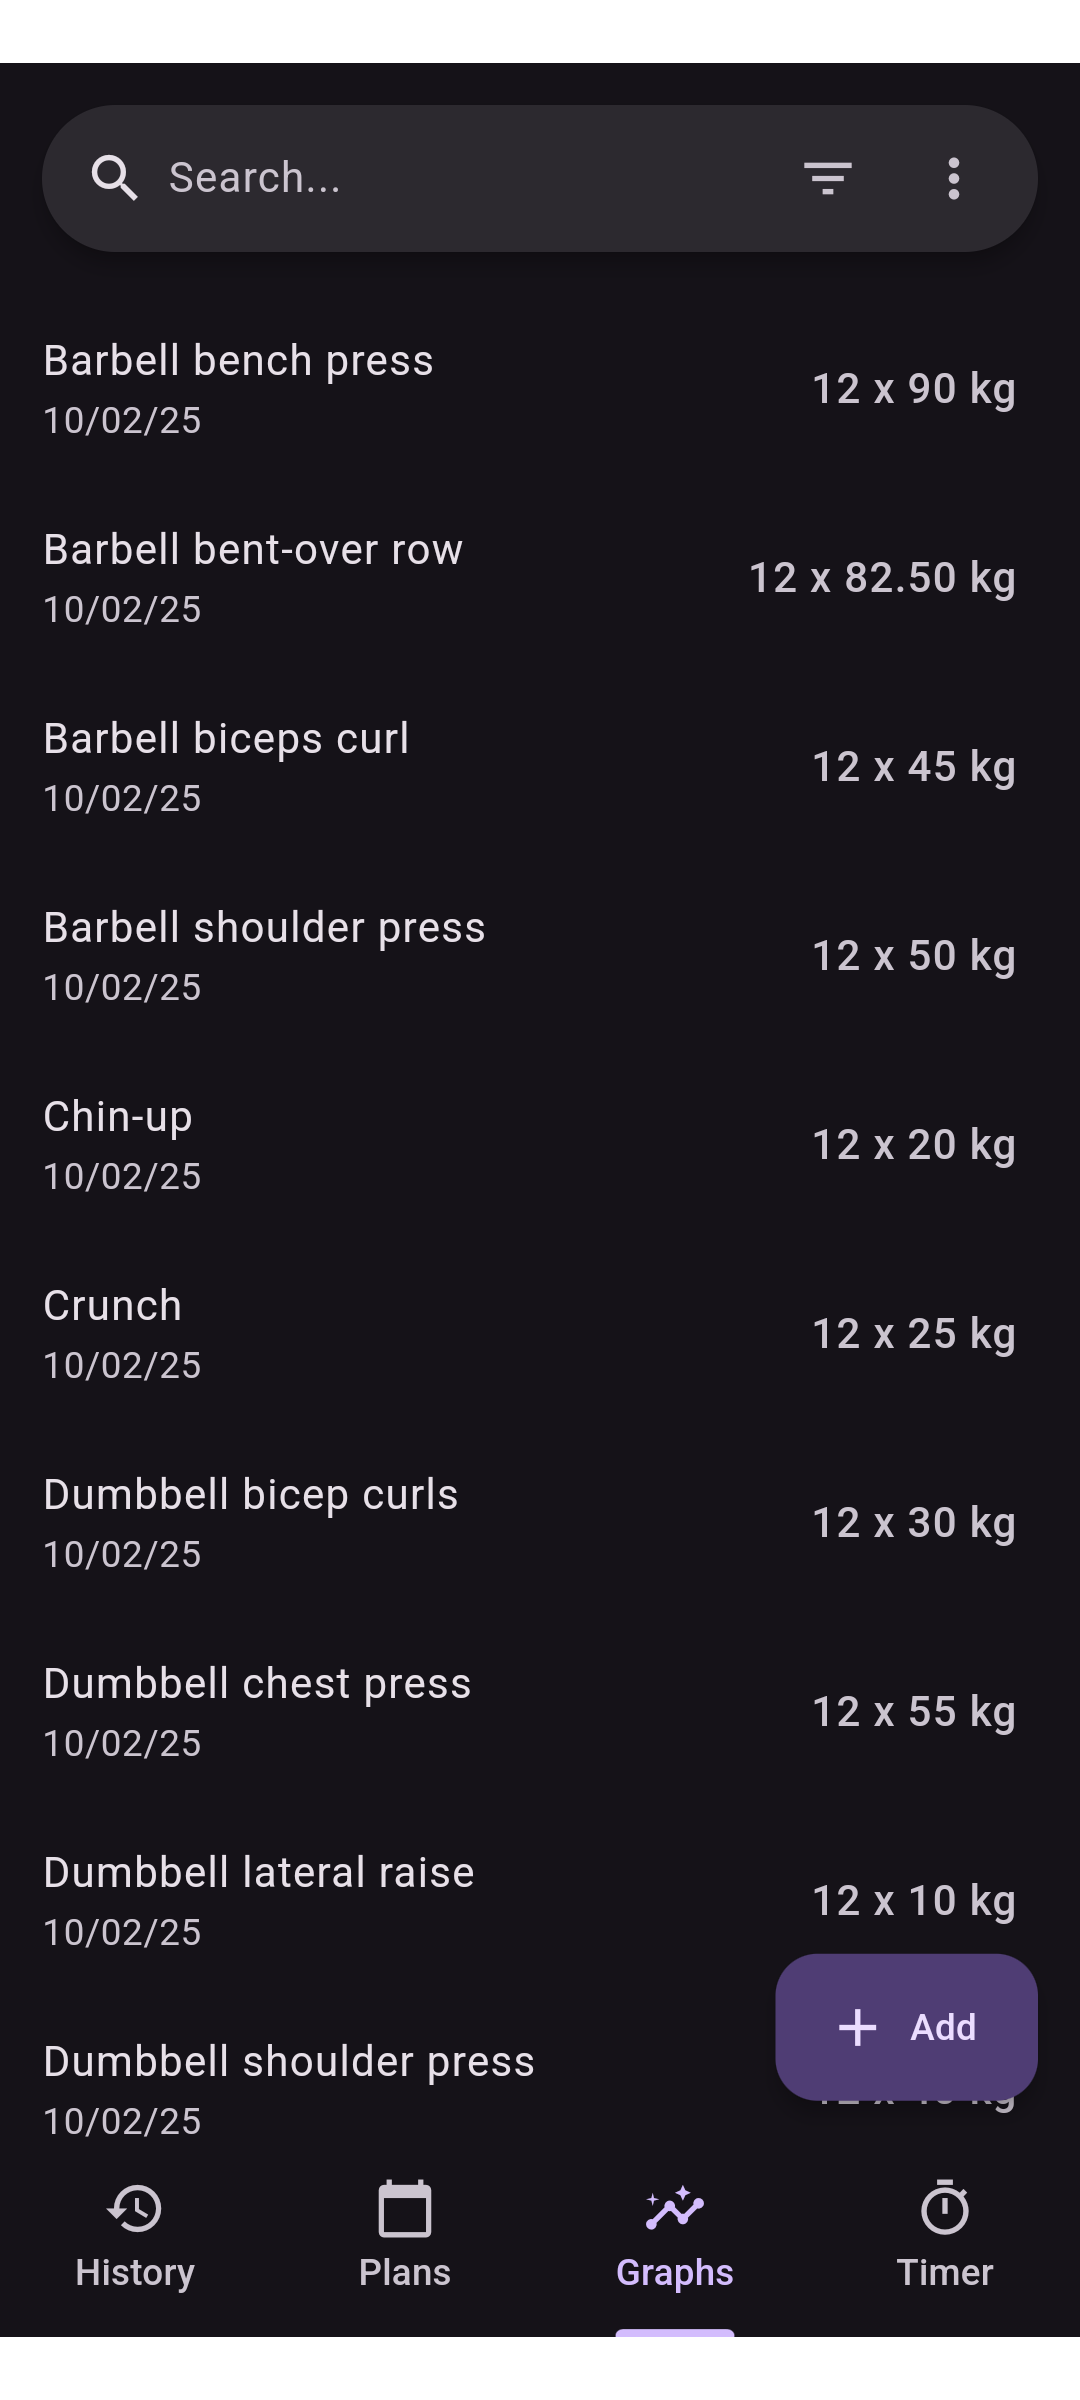 Search...
Barbell bench press
10/02/25
12 x 90 kg
Barbell bent-over row
10/02/25
12 x 82.50 kg
Barbell biceps curl
10/02/25
12 x 45 kg
Barbell shoulder press
10/02/25
12 x 50 kg
Chin-up
10/02/25
12 x 20 kg
Crunch
10/02/25
12 x 25 kg
Dumbbell bicep curls
10/02/25
12 x 30 kg
Dumbbell chest press
10/02/25
12 x 55 kg
Dumbbell lateral raise
10/02/25
12 x 10 kg
Add
Dumbbell shoulder press
10/02/25
History
Plans
Graphs
Timer